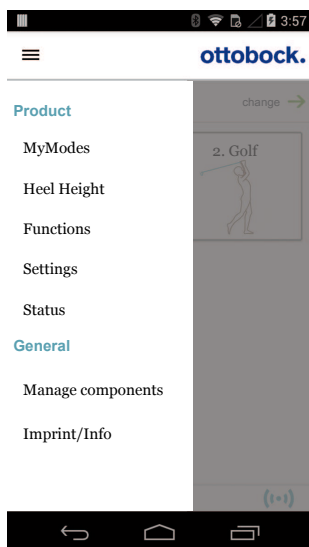 3:57
ottobock.
change
Product
MyModes
2. Golf
Heel Height
Functions
Settings
Status
General
Manage components
Imprint/Info